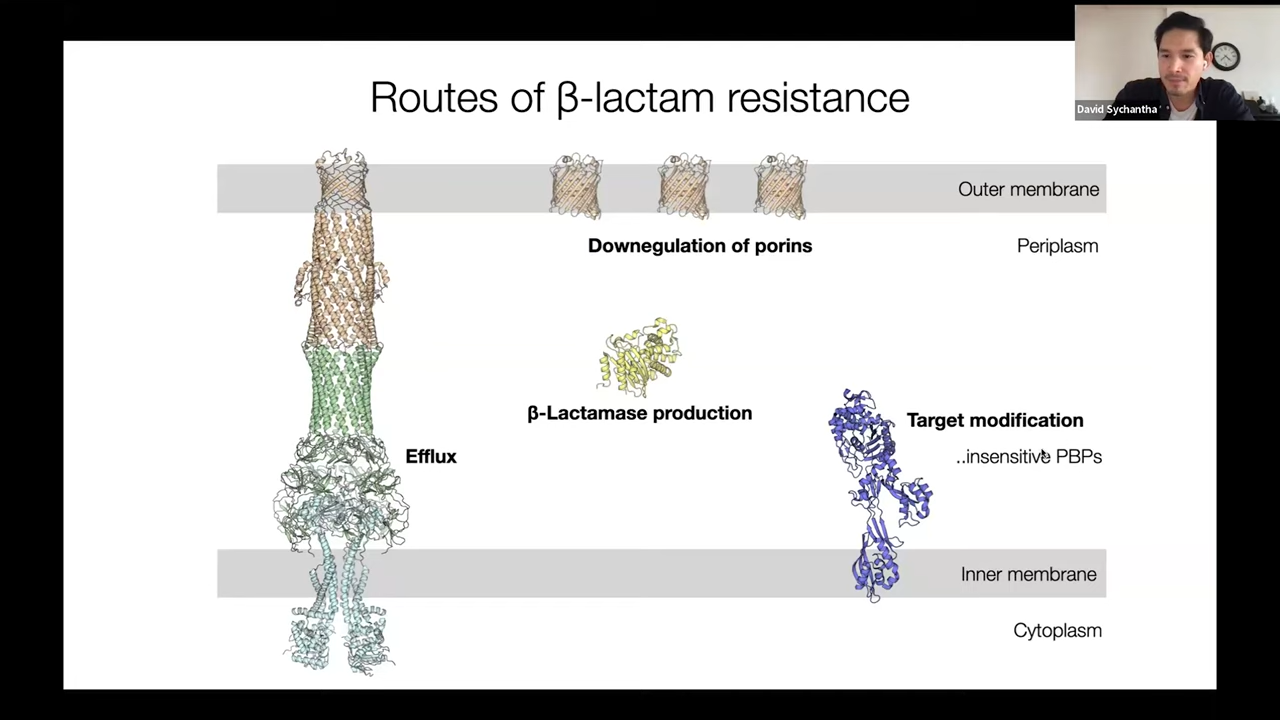 David Sychantha
Routes of β-lactam resistance
Outer membrane
Downegulation of porins
Periplasm
β-Lactamase production
Target modification
Efflux
..insensitive PBPs
Inner membrane
Cytoplasm